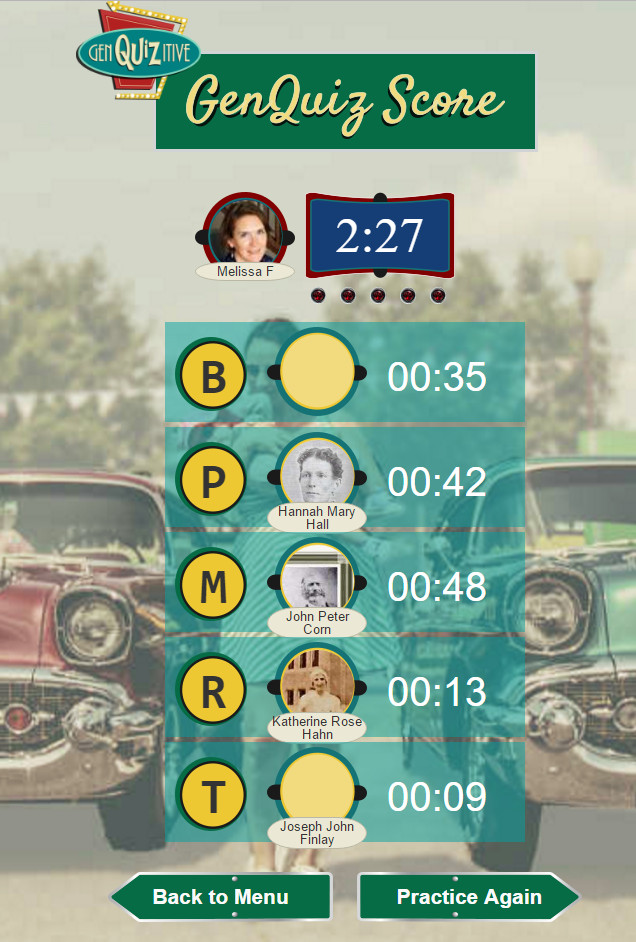 GENQUIZITIVE
GenQuiz Score
2:27
Melissa F
B
00:35
P
Hannah Mary
Hall
00:42
M
John Peter
Corn
00:48
R
Katherine Rose
Hahn
00:13
T
Joseph John
Finlay
00:09
Back to Menu
Practice Again